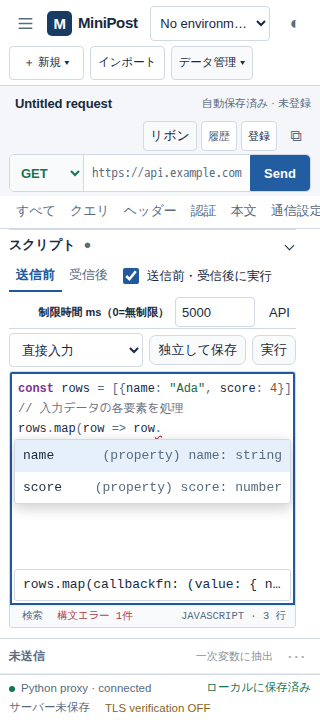 ☰ M MiniPost No environm…
＋ 新規 ▾ インポート データ管理 ▾
Untitled request 自動保存済み · 未登録
リボン 履歴 登録
GET https://api.example.com Send
すべて クエリ ヘッダー 認証 本文 通信設定
スクリプト ●
送信前 受信後 送信前・受信後に実行
制限時間 ms（0=無制限） 5000 API
直接入力 独立して保存 実行
const rows = [{name: "Ada", score: 4}]
// 入力データの各要素を処理
rows.map(row => row.
name (property) name: string
score (property) score: number
rows.map(callbackfn: (value: { n…
検索 構文エラー 1件 JAVASCRIPT · 3 行
未送信 一次変数に抽出 ···
● Python proxy · connected ローカルに保存済み
サーバー未保存 TLS verification OFF